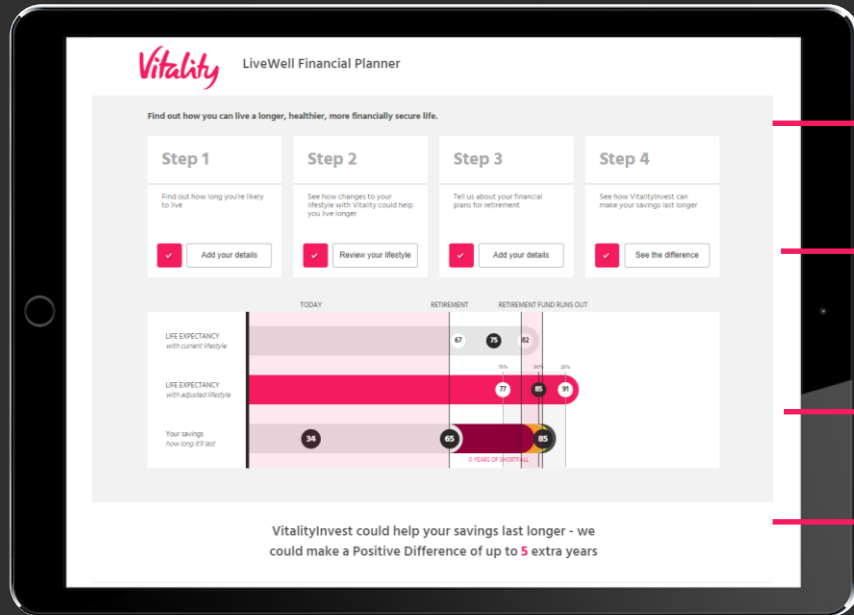 Vitality
LiveWell Financial Planner
Find out how you can live a longer, healthier, more financially secure life.
Step 1
Find out how long you're likely
to live
Add your details
Step 2
See how changes to your
lifestyle with Vitality could help
you live longer
Review your lifestyle
Step 3
Tell us about your financial
plans for retirement
Add your details
Step 4
See how VitalityInvest can
make your savings last longer
See the difference
TODAY
RETIREMENT
RETIREMENT FUND RUNS OUT
LIFE EXPECTANCY
with current lifestyle
67
75
82
LIFE EXPECTANCY
with adjusted lifestyle
77
85
91
Your savings
how long it'll last
34
65
85
0 YEARS OF SHORTFALL
VitalityInvest could help your savings last longer - we
could make a Positive Difference of up to 5 extra years